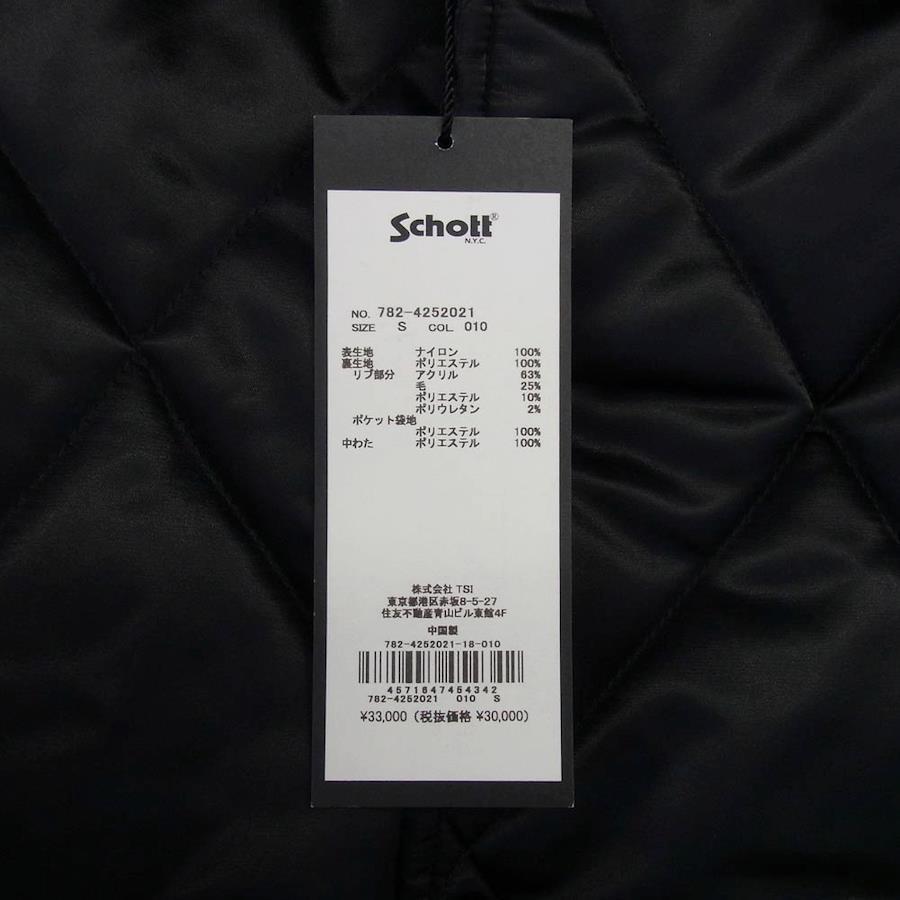 Schott®
N.Y.C.
NO. 782-4252021
SIZE S COL. 010
表生地 ナイロン 100%
裏生地 ポリエステル 100%
リブ部分 アクリル 63%
毛 25%
ポリエステル 10%
ポリウレタン 2%
ポケット袋地
ポリエステル 100%
中わた ポリエステル 100%
株式会社 TSI
東京都港区赤坂8-5-27
住友不動産青山ビル東館4F
中国製
782-4252021-18-010
4571647454342
782-4252021 010 S
¥33,000 (税抜価格 ¥30,000)